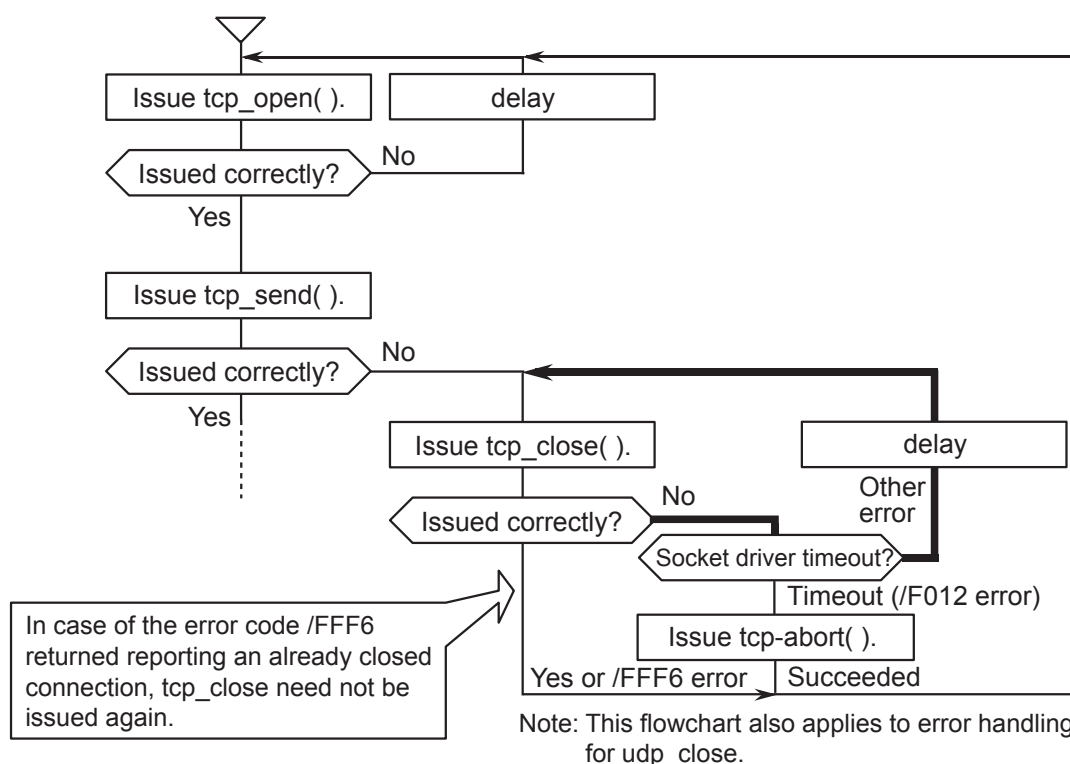 Issue tcp_open( ).
delay
Issued correctly?
No
Yes
Issue tcp_send( ).
Issued correctly?
No
Yes
Issue tcp_close( ).
delay
Other
error
No
Issued correctly?
Socket driver timeout?
Timeout (/F012 error)
Issue tcp-abort( ).
In case of the error code /FFF6
returned reporting an already closed
connection, tcp_close need not be
issued again.
Yes or /FFF6 error
Succeeded
Note: This flowchart also applies to error handling
for udp_close.